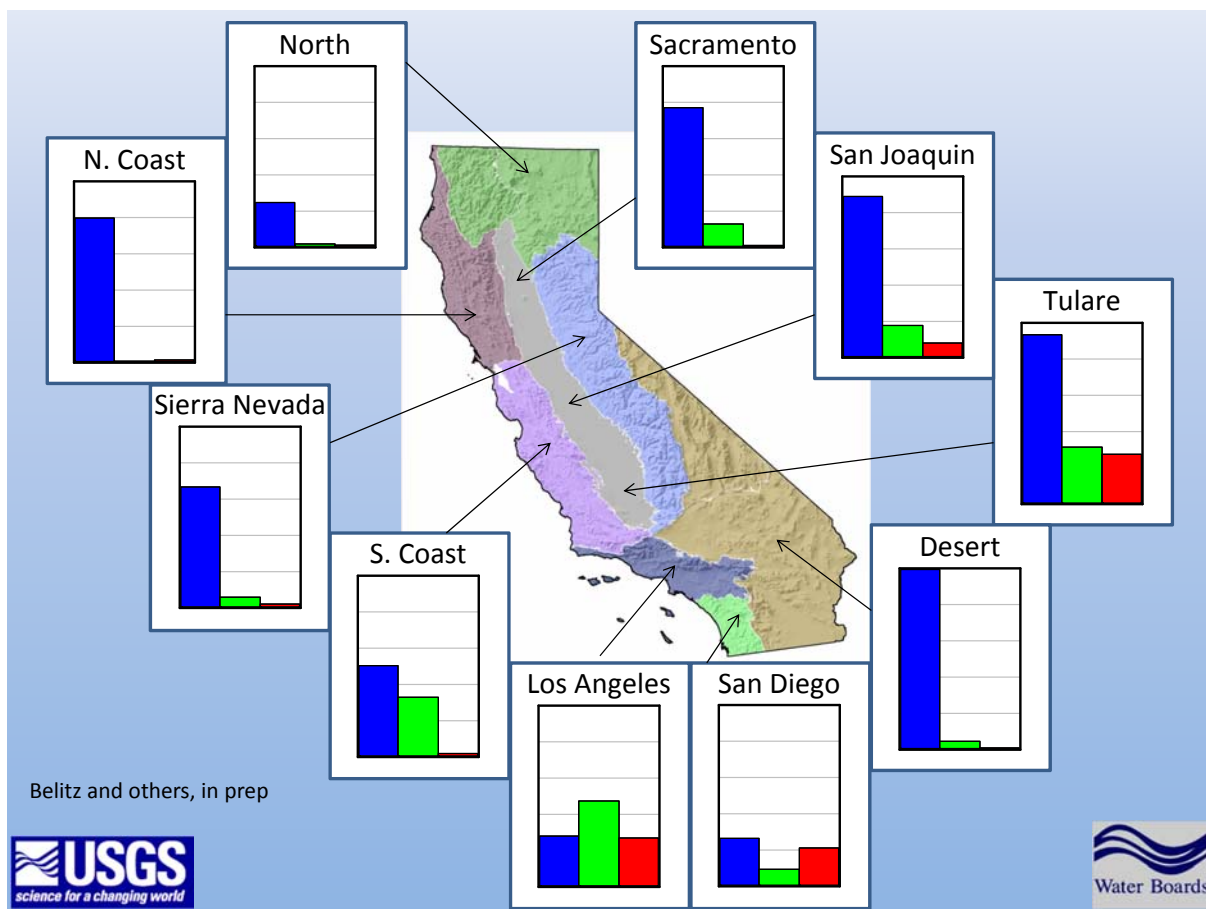 North
Sacramento
N. Coast
San Joaquin
Tulare
Sierra Nevada
S. Coast
Desert
Los Angeles
San Diego
Belitz and others, in prep
USGS
science for a changing world
Water Boards